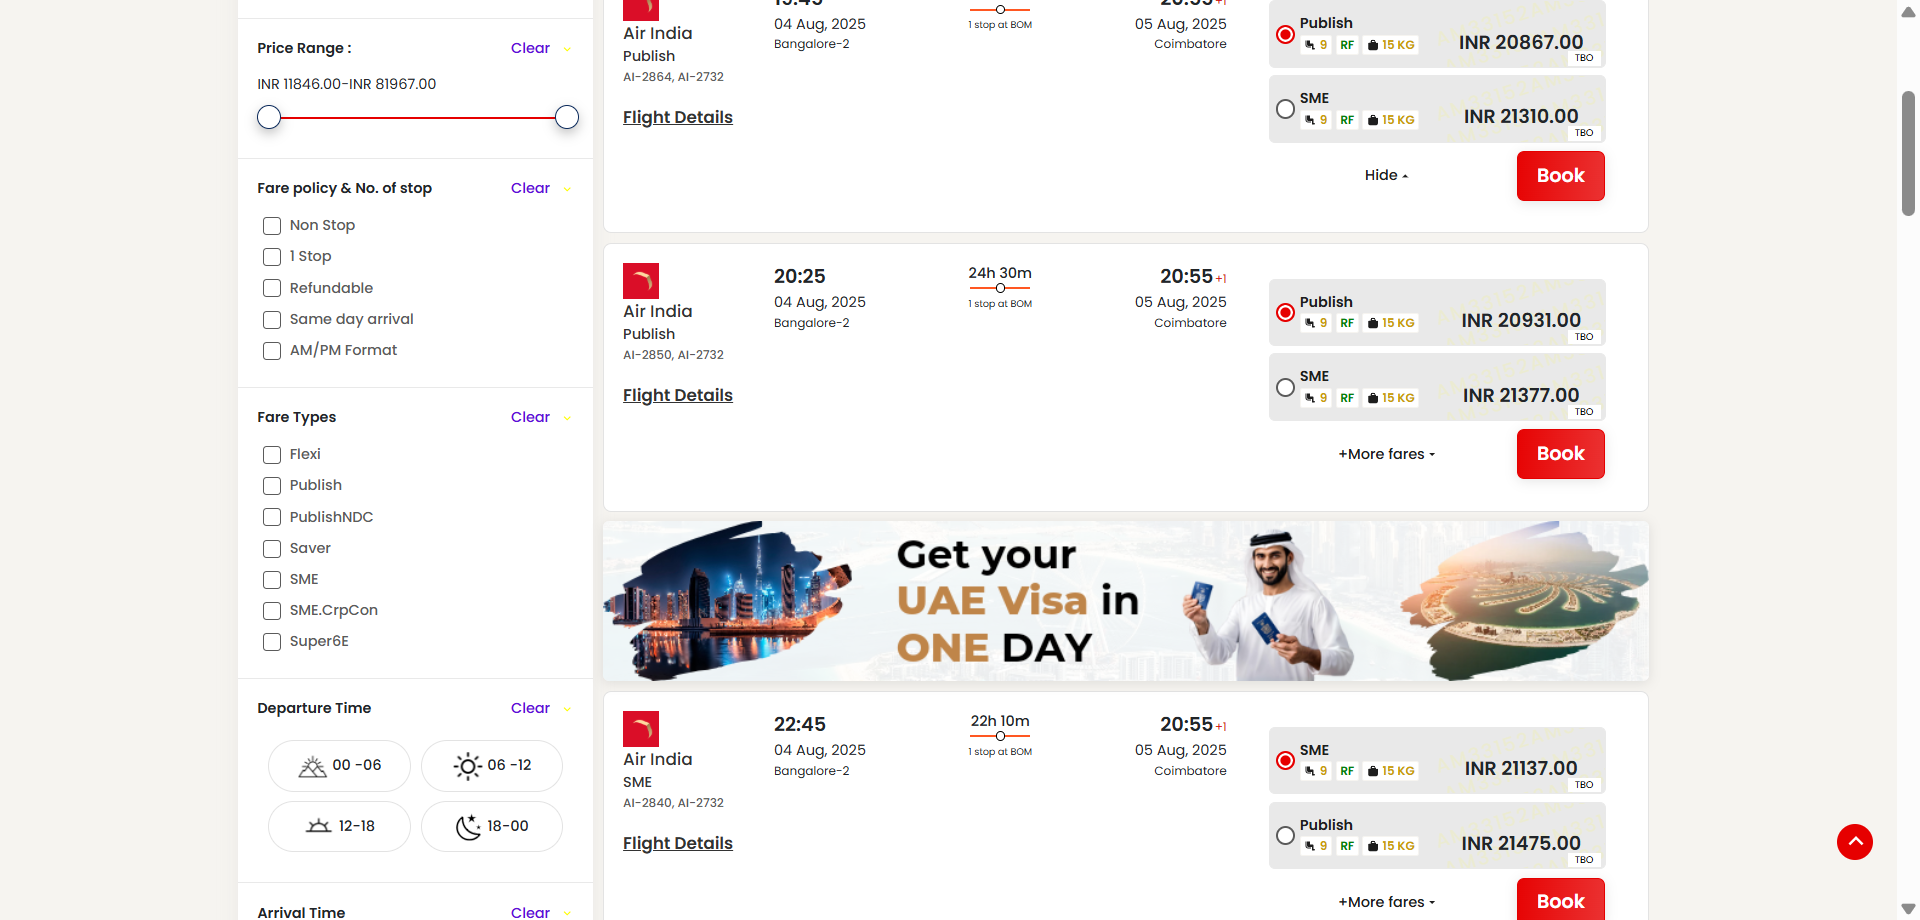 Price Range :
Clear
INR 11846.00-INR 81967.00
Fare policy & No. of stop
Clear
Non Stop
1 Stop
Refundable
Same day arrival
AM/PM Format
Fare Types
Clear
Flexi
Publish
PublishNDC
Saver
SME
SME.CrpCon
Super6E
Departure Time
Clear
00 -06
06 -12
12-18
18-00
Arrival Time
Clear
Air India
Publish
AI-2864, AI-2732
Flight Details
04 Aug, 2025
Bangalore-2
1 stop at BOM
05 Aug, 2025
Coimbatore
Publish
9 RF 15 KG
INR 20867.00
TBO
SME
9 RF 15 KG
INR 21310.00
TBO
Hide
Book
Air India
Publish
AI-2850, AI-2732
Flight Details
20:25
04 Aug, 2025
Bangalore-2
24h 30m
1 stop at BOM
20:55 +1
05 Aug, 2025
Coimbatore
Publish
9 RF 15 KG
INR 20931.00
TBO
SME
9 RF 15 KG
INR 21377.00
TBO
+More fares
Book
Get your
UAE Visa in
ONE DAY
Air India
SME
AI-2840, AI-2732
Flight Details
22:45
04 Aug, 2025
Bangalore-2
22h 10m
1 stop at BOM
20:55 +1
05 Aug, 2025
Coimbatore
SME
9 RF 15 KG
INR 21137.00
TBO
Publish
9 RF 15 KG
INR 21475.00
TBO
+More fares
Book